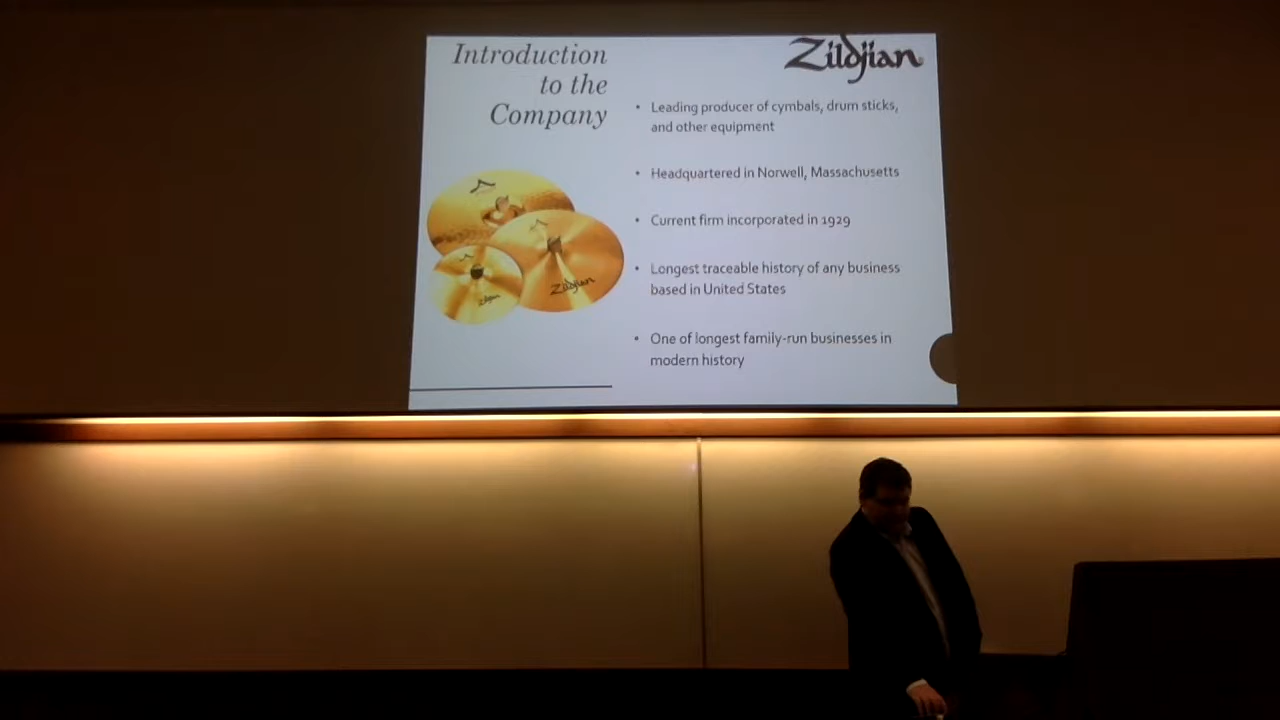 Introduction
to the
Company
Zildjian
• Leading producer of cymbals, drum sticks,
and other equipment
• Headquartered in Norwell, Massachusetts
• Current firm incorporated in 1929
• Longest traceable history of any business
based in United States
• One of longest family-run businesses in
modern history
Zildjian
Zildjian